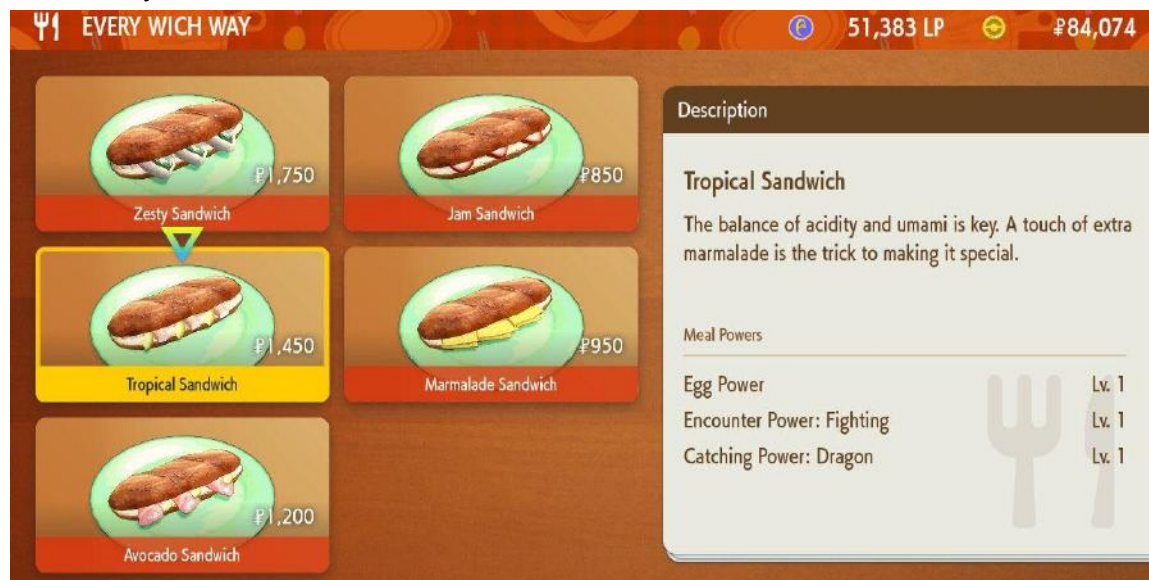 EVERY WICH WAY
51,383 LP
₽84,074
₽1,750
Zesty Sandwich
₽850
Jam Sandwich
₽1,450
Tropical Sandwich
₽950
Marmalade Sandwich
₽1,200
Avocado Sandwich
Description
Tropical Sandwich
The balance of acidity and umami is key. A touch of extra
marmalade is the trick to making it special.
Meal Powers
Egg Power Lv. 1
Encounter Power: Fighting Lv. 1
Catching Power: Dragon Lv. 1